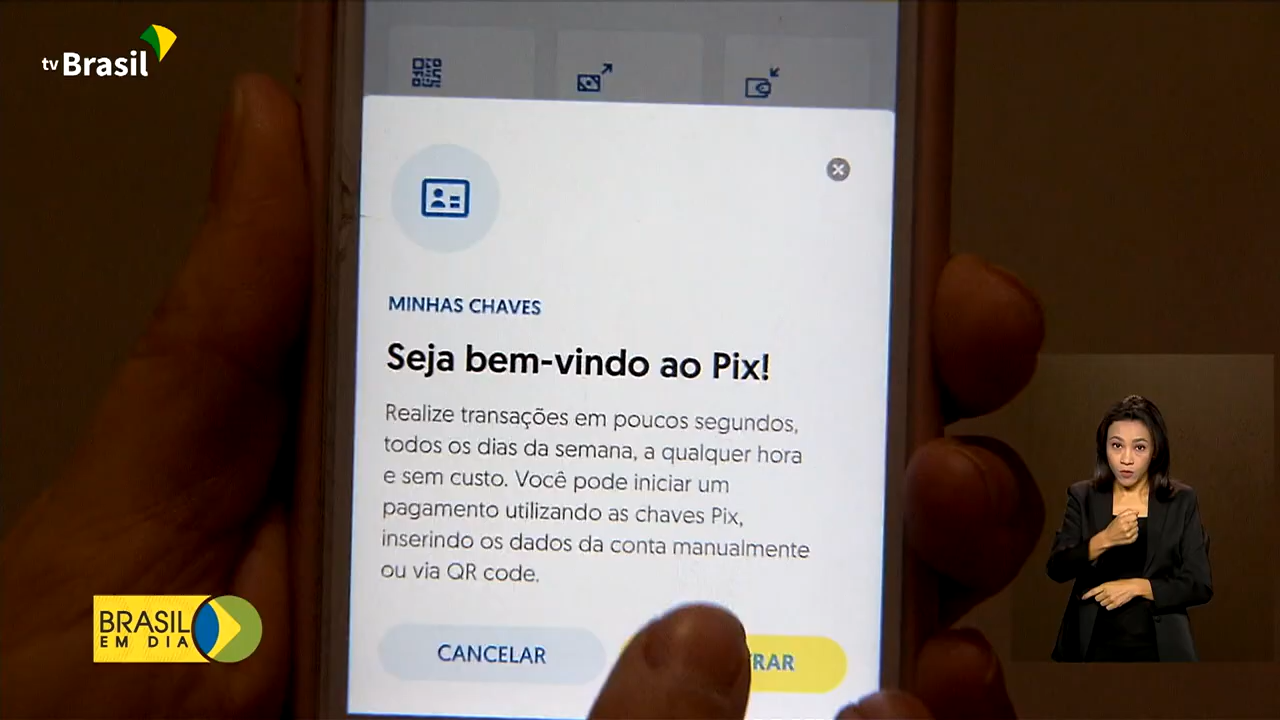 tv Brasil
MINHAS CHAVES
Seja bem-vindo ao Pix!
Realize transações em poucos segundos,
todos os dias da semana, a qualquer hora
e sem custo. Você pode iniciar um
pagamento utilizando as chaves Pix,
inserindo os dados da conta manualmente
ou via QR code.
CANCELAR
BRASIL
EM DIA